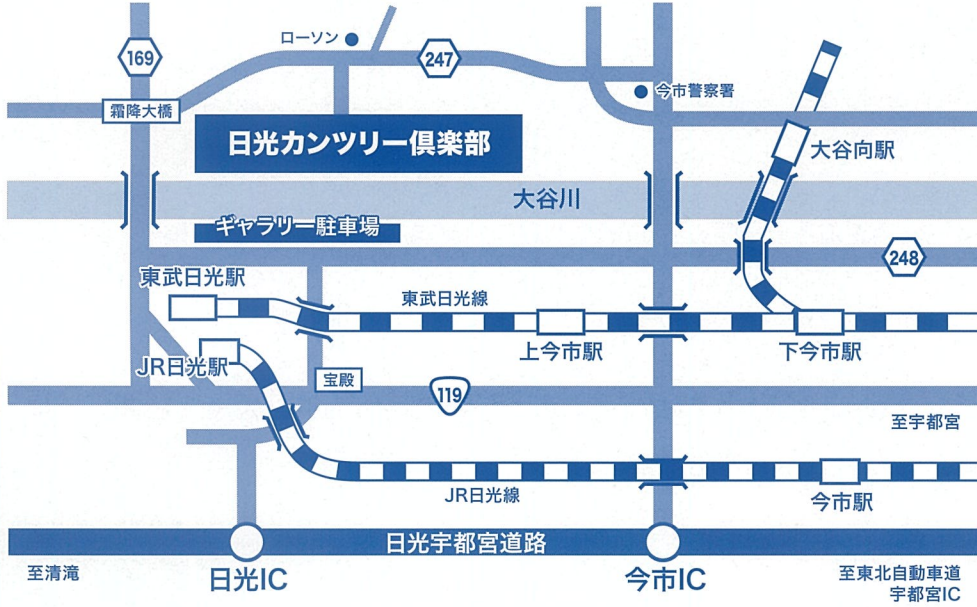 ローソン
169
247
霜降大橋
今市警察署
日光カンツリー倶楽部
大谷向駅
大谷川
ギャラリー駐車場
248
東武日光駅
東武日光線
上今市駅
下今市駅
JR日光駅
宝殿
119
至宇都宮
JR日光線
今市駅
日光宇都宮道路
至清滝
日光IC
今市IC
至東北自動車道
宇都宮IC